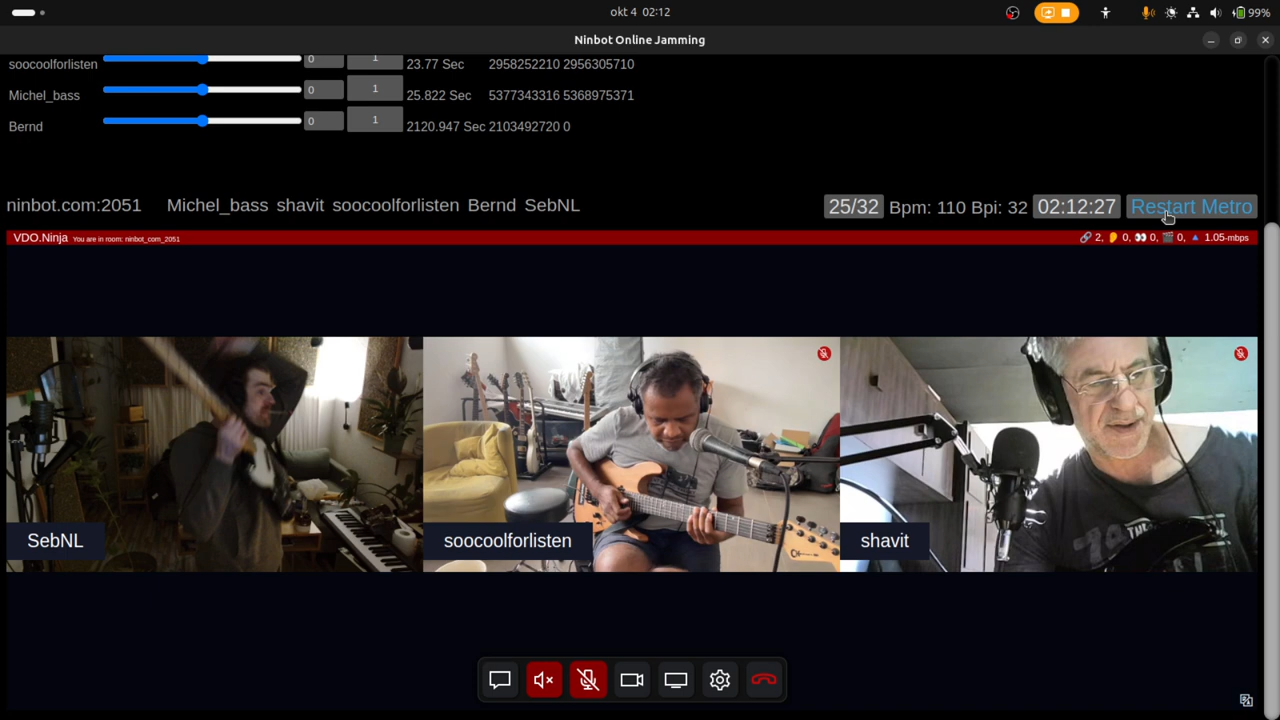 okt 4 02:12
99%
Ninbot Online Jamming
soocoolforlisten 0 1 23.77 Sec 2958252210 2956305710
Michel_bass 0 1 25.822 Sec 5377343316 5368975371
Bernd 0 1 2120.947 Sec 2103492720 0
ninbot.com:2051 Michel_bass shavit soocoolforlisten Bernd SebNL 25/32 Bpm: 110 Bpi: 32 02:12:27 Restart Metro
VDO.Ninja You are in room: ninbot_com_2051 2, 0, 0, 0, 1.05-mbps
SebNL
soocoolforlisten
shavit